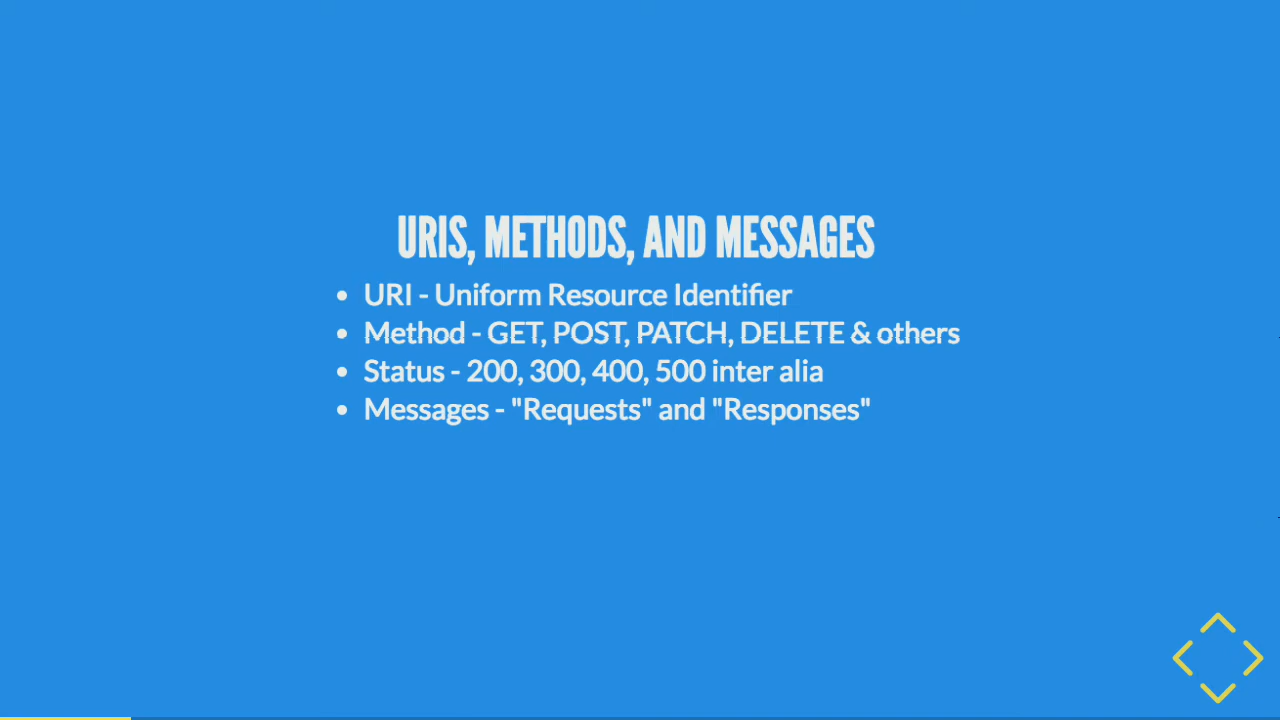 URIS, METHODS, AND MESSAGES
• URI - Uniform Resource Identifier
• Method - GET, POST, PATCH, DELETE & others
• Status - 200, 300, 400, 500 inter alia
• Messages - "Requests" and "Responses"